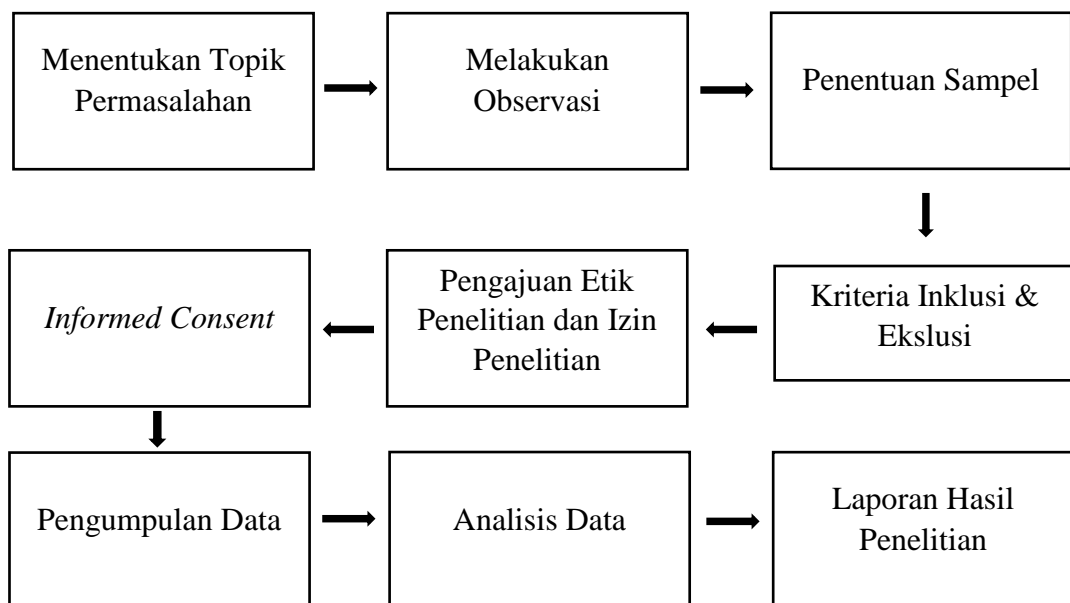 Menentukan Topik
Permasalahan
Melakukan
Observasi
Penentuan Sampel
Kriteria Inklusi &
Ekslusi
Pengajuan Etik
Penelitian dan Izin
Penelitian
Informed Consent
Pengumpulan Data
Analisis Data
Laporan Hasil
Penelitian